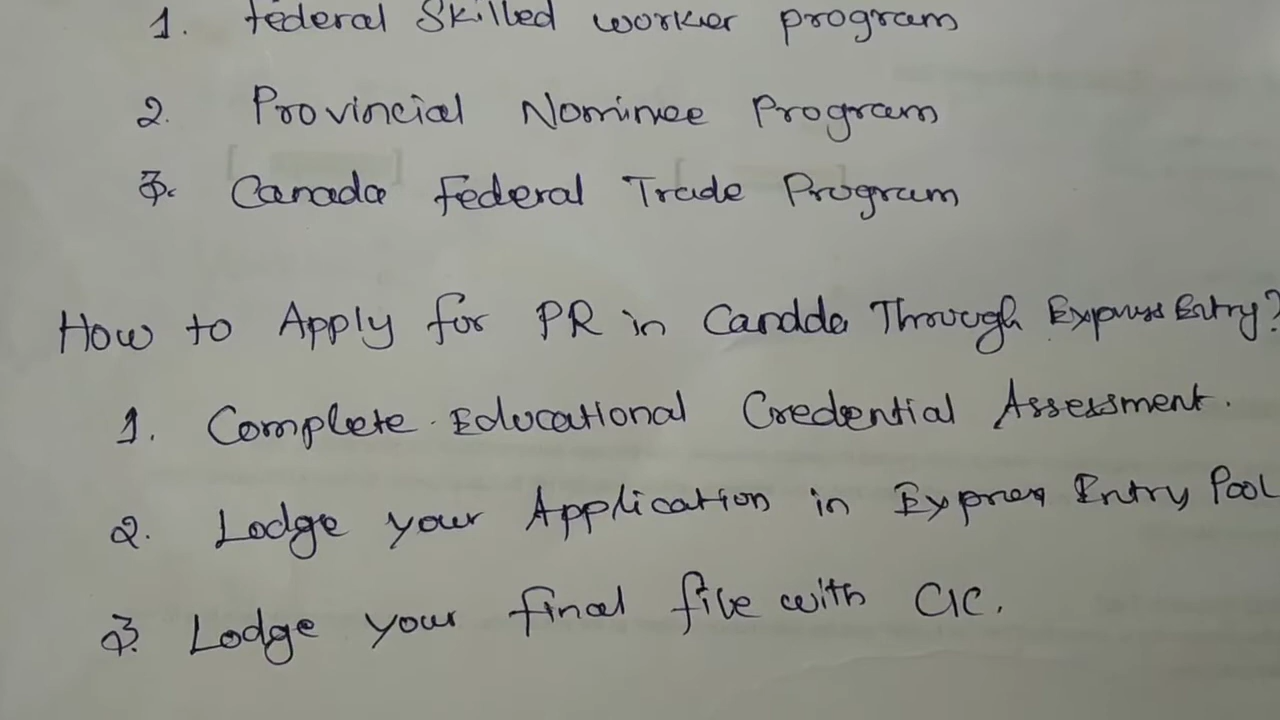 1. Federal Skilled worker program
2. Provincial Nominee Program
3. Canada Federal Trade Program
How to Apply for PR in Canada Through Express Entry?
1. Complete Educational Credential Assessment.
2. Lodge your Application in Express Entry Pool
3. Lodge your final file with CIC.